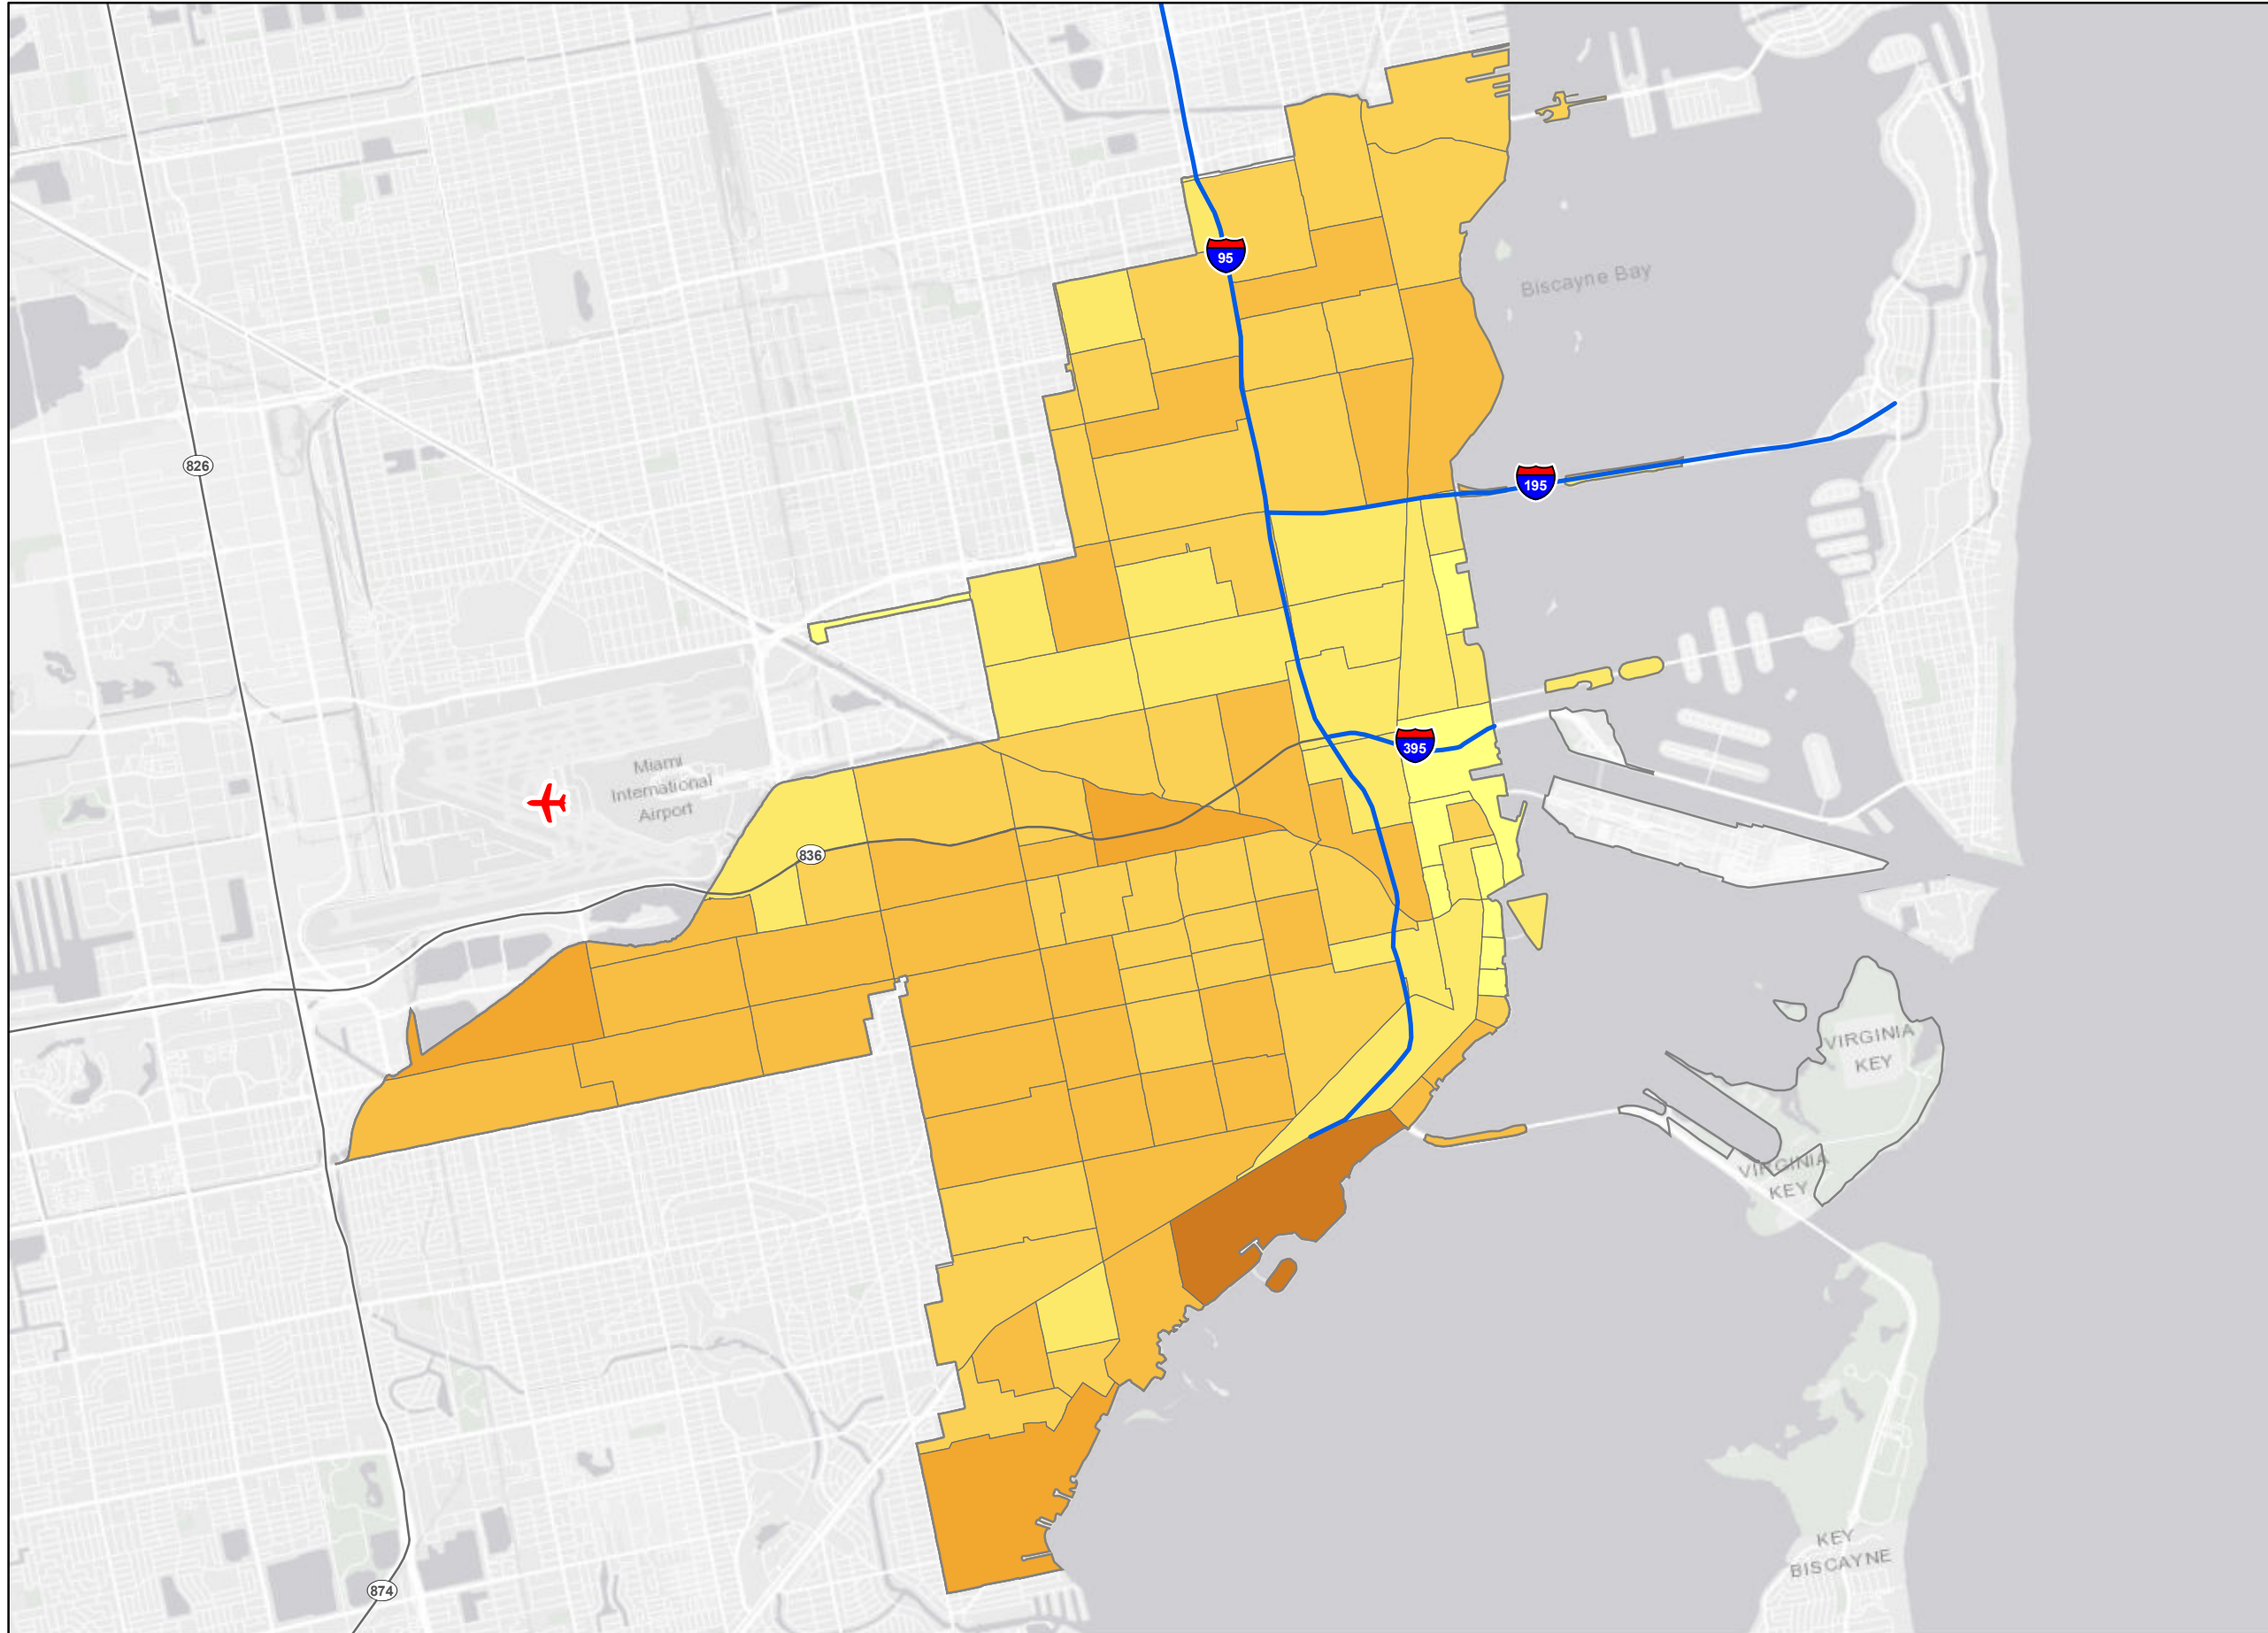 95
Biscayne Bay
826
195
395
Miami
International
Airport
836
VIRGINIA
KEY
VIRGINIA
KEY
KEY
BISCAYNE
874